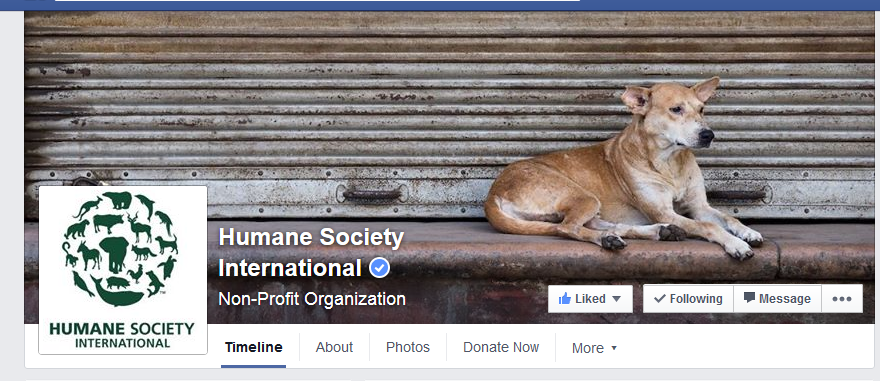 Humane Society
International
Non-Profit Organization
Liked
Following
Message
HUMANE SOCIETY
INTERNATIONAL
Timeline
About
Photos
Donate Now
More